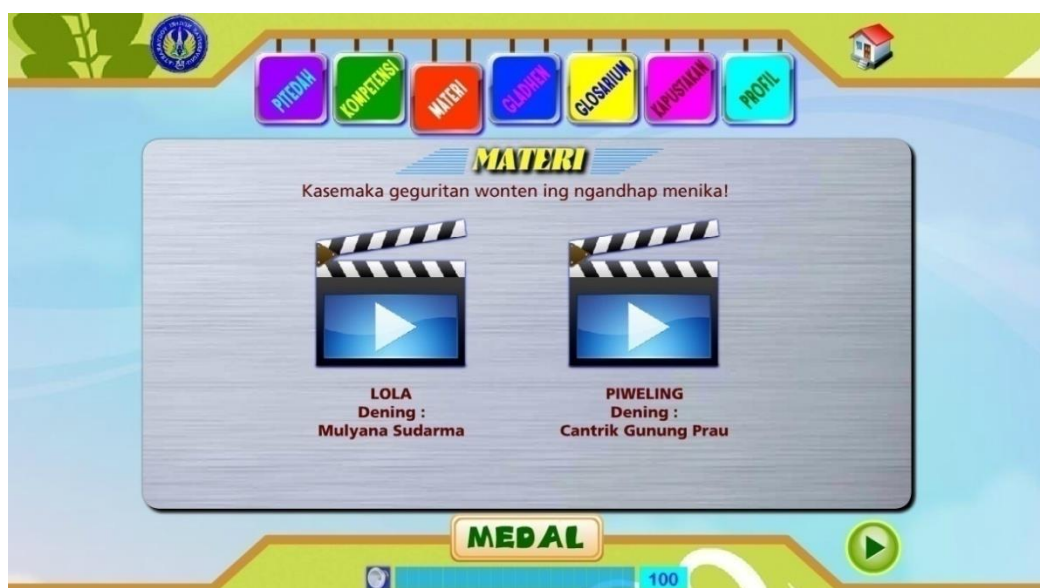 PITEDAH
KOMPETENSI
MATERI
GLADHEN
GLOSARIUM
KAPUSTAKAN
PROFIL
MATERI
Kasemaka geguritan wonten ing ngandhap menika!
LOLA
Dening :
Mulyana Sudarma
PIWELING
Dening :
Cantrik Gunung Prau
MEDAL
100